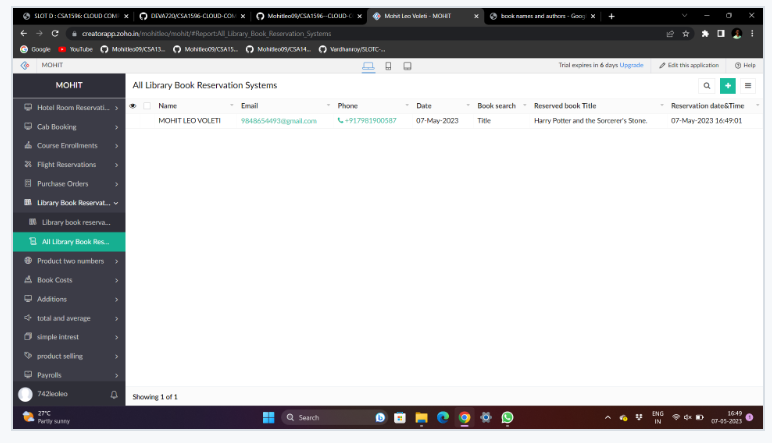 SLOT D : CSA1596: CLOUD COM
DEVA220/CSA1596-CLOUD-COM
Mohitleo09/CSA1596--CLOUD-C
Mohit Leo Voleti - MOHIT
book names and authors - Goog
creatorapp.zoho.in/mohitleo/mohit/#Report:All_Library_Book_Reservation_Systems
Google
YouTube
Mohitleo09/CSA15...
Mohitleo09/CSA15...
Mohitleo09/CSA14...
Vardhanroy/SLOTC-...
MOHIT
Trial expires in 6 days Upgrade
Edit this application
Help
MOHIT
All Library Book Reservation Systems
Hotel Room Reservati...
Cab Booking
Course Enrollments
Flight Reservations
Purchase Orders
Library Book Reservat...
Library book reserva...
All Library Book Res...
Product two numbers
Book Costs
Additions
total and average
simple intrest
product selling
Payrolls
742leoleo
Name Email Phone Date Book search Reserved book Title Reservation date&Time
MOHIT LEO VOLETI 9848654493@gmail.com +917981900587 07-May-2023 Title Harry Potter and the Sorcerer's Stone. 07-May-2023 16:49:01
Showing 1 of 1
27°C
Partly sunny
Search
ENG
IN
16:49
07-05-2023